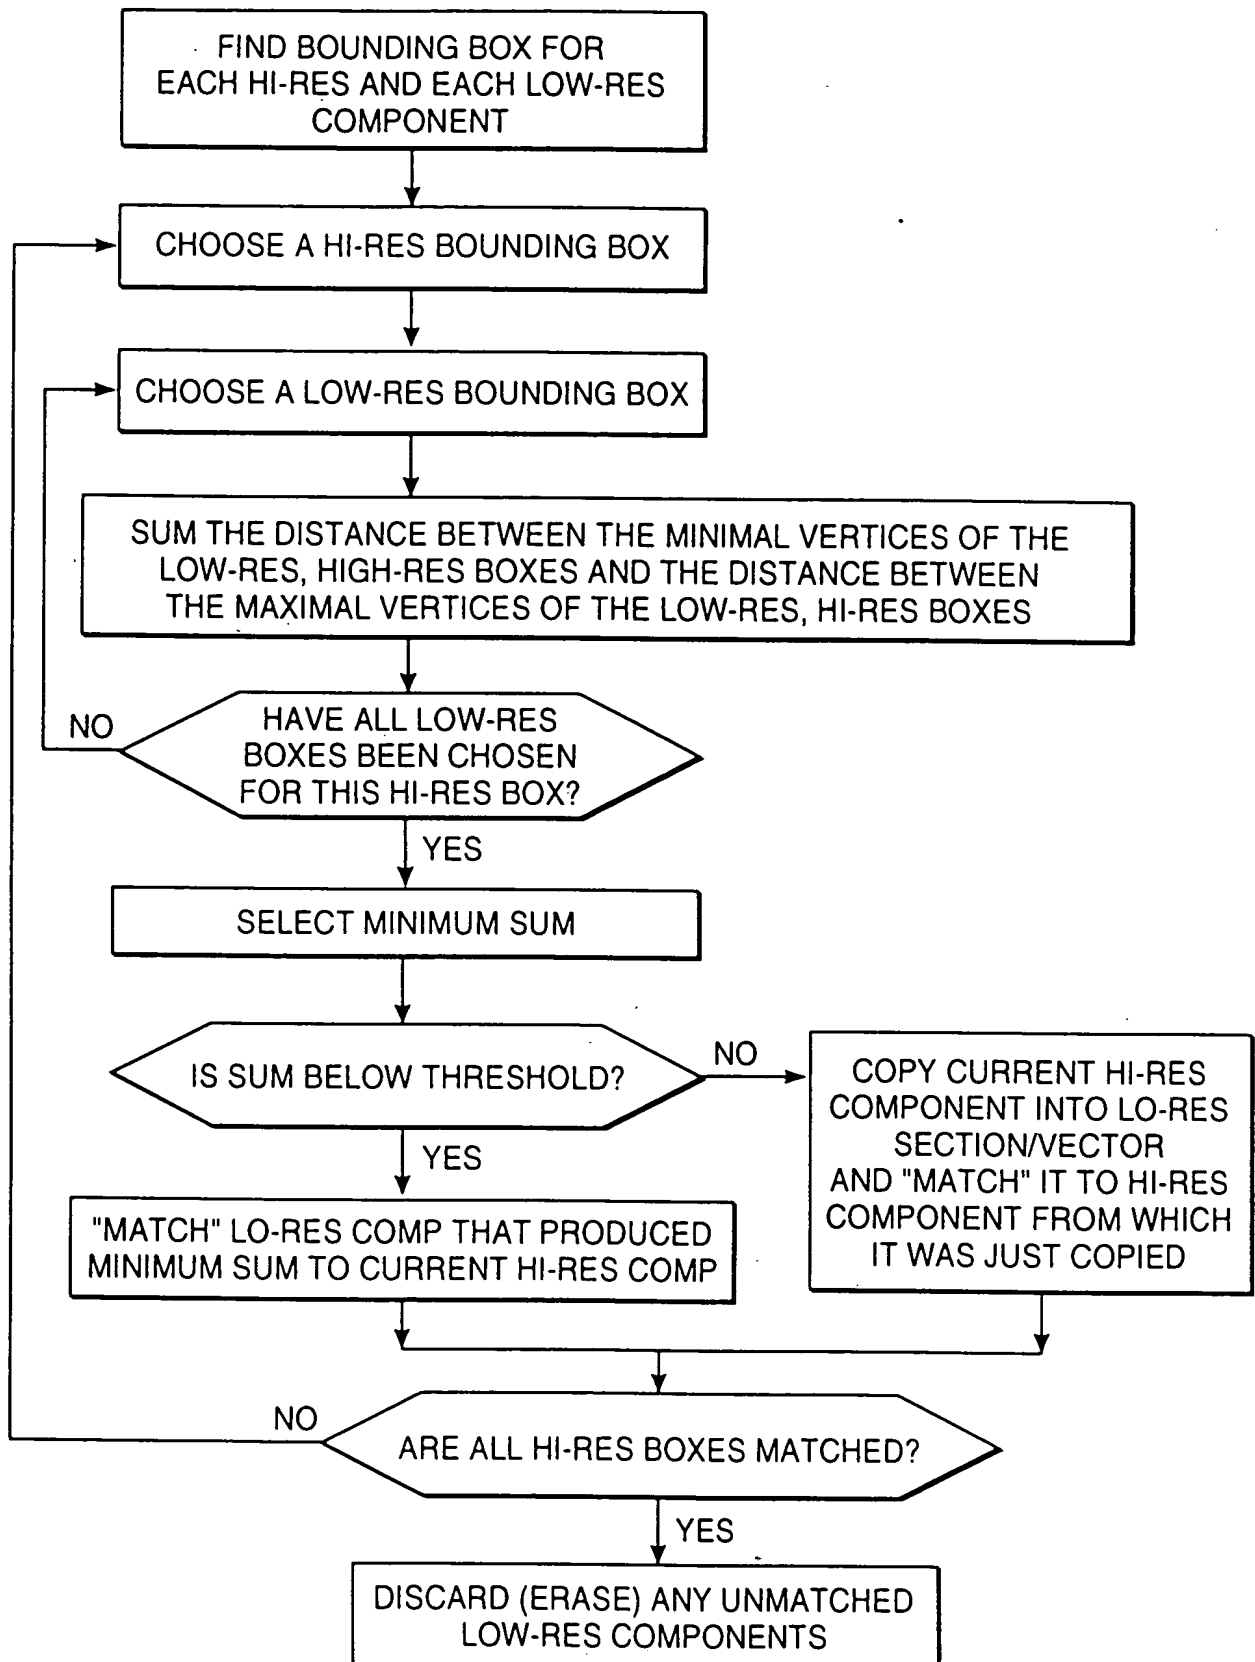 FIND BOUNDING BOX FOR
EACH HI-RES AND EACH LOW-RES
COMPONENT
CHOOSE A HI-RES BOUNDING BOX
CHOOSE A LOW-RES BOUNDING BOX
SUM THE DISTANCE BETWEEN THE MINIMAL VERTICES OF THE
LOW-RES, HIGH-RES BOXES AND THE DISTANCE BETWEEN
THE MAXIMAL VERTICES OF THE LOW-RES, HI-RES BOXES
NO
HAVE ALL LOW-RES
BOXES BEEN CHOSEN
FOR THIS HI-RES BOX?
YES
SELECT MINIMUM SUM
IS SUM BELOW THRESHOLD?
NO
COPY CURRENT HI-RES
COMPONENT INTO LO-RES
SECTION/VECTOR
AND "MATCH" IT TO HI-RES
COMPONENT FROM WHICH
IT WAS JUST COPIED
YES
"MATCH" LO-RES COMP THAT PRODUCED
MINIMUM SUM TO CURRENT HI-RES COMP
NO
ARE ALL HI-RES BOXES MATCHED?
YES
DISCARD (ERASE) ANY UNMATCHED
LOW-RES COMPONENTS